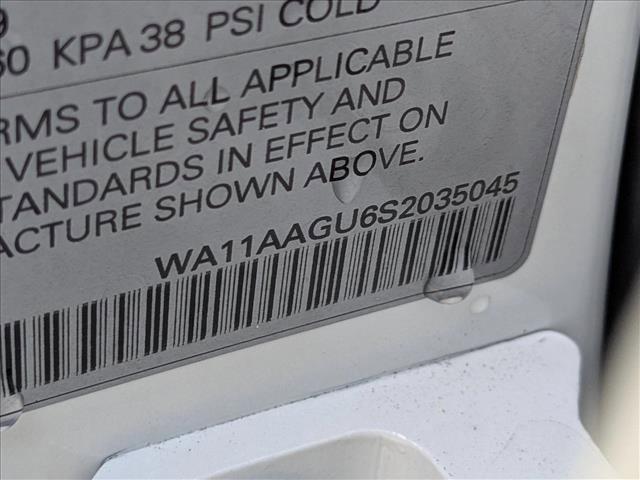 60 KPA 38 PSI COLD
RMS TO ALL APPLICABLE
VEHICLE SAFETY AND
TANDARDS IN EFFECT ON
ACTURE SHOWN ABOVE.
WA11AAGU6S2035045